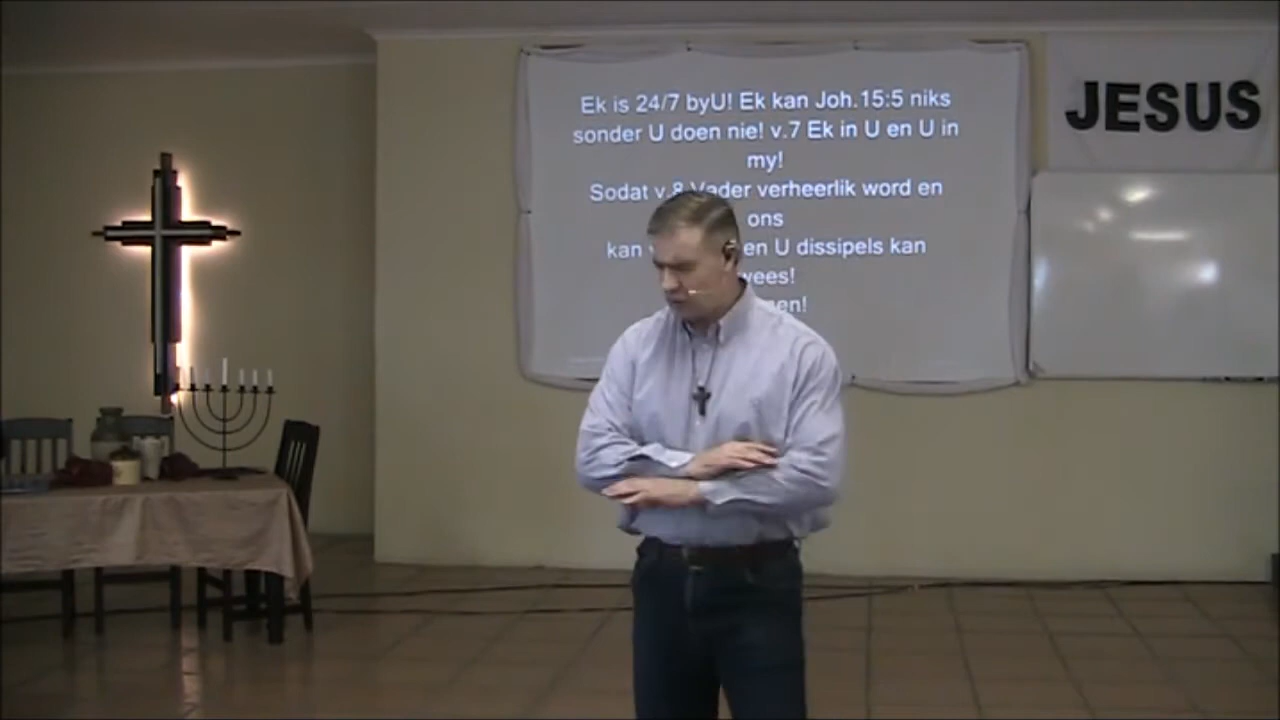 Ek is 24/7 byU! Ek kan Joh.15:5 niks
sonder U doen nie! v.7 Ek in U en U in
my!
Sodat v.8 Vader verheerlik word en
ons
kan en U dissipels kan
wees!
JESUS